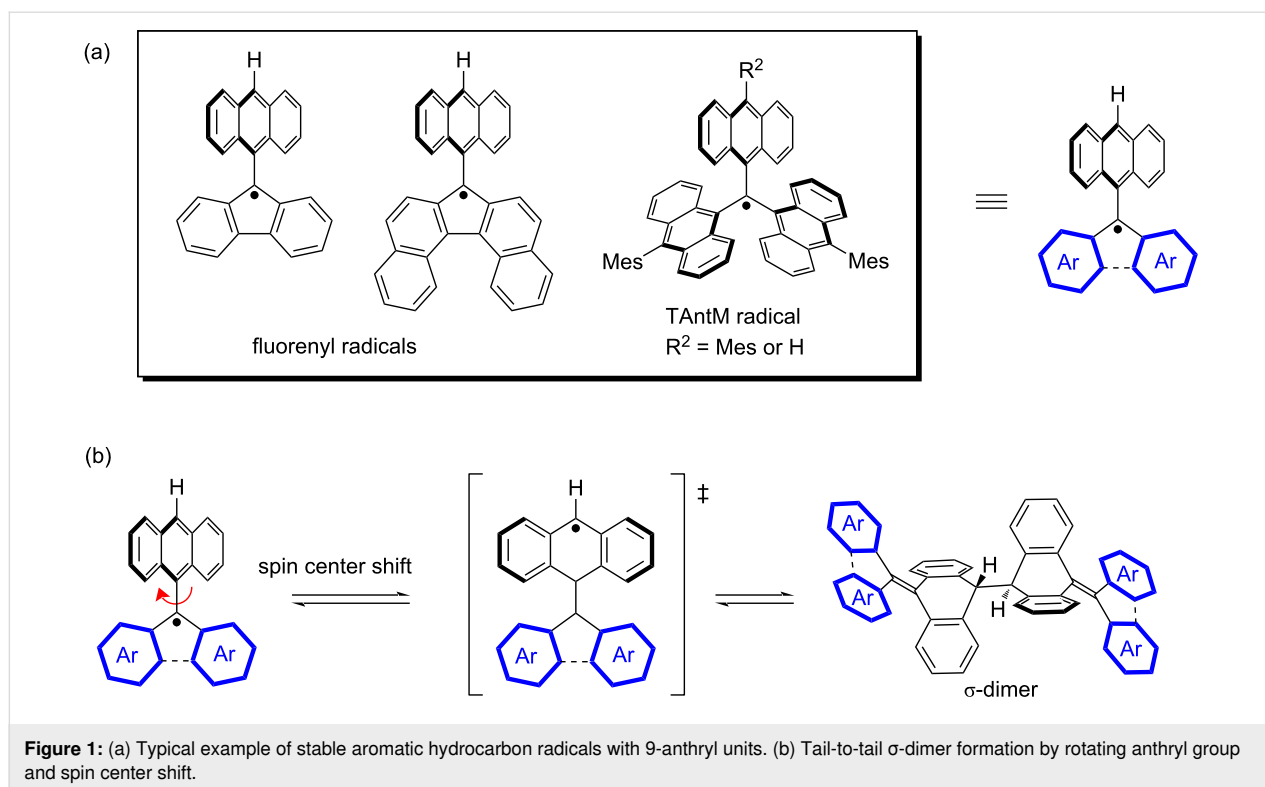 (a)
H
H
R²
Mes
Mes
fluorenyl radicals
TAntM radical
R² = Mes or H
H
Ar
Ar
(b)
H
Ar
Ar
spin center shift
H
Ar
Ar
‡
Ar
Ar
H
H
Ar
Ar
σ-dimer
Figure 1: (a) Typical example of stable aromatic hydrocarbon radicals with 9-anthryl units. (b) Tail-to-tail σ-dimer formation by rotating anthryl group
and spin center shift.